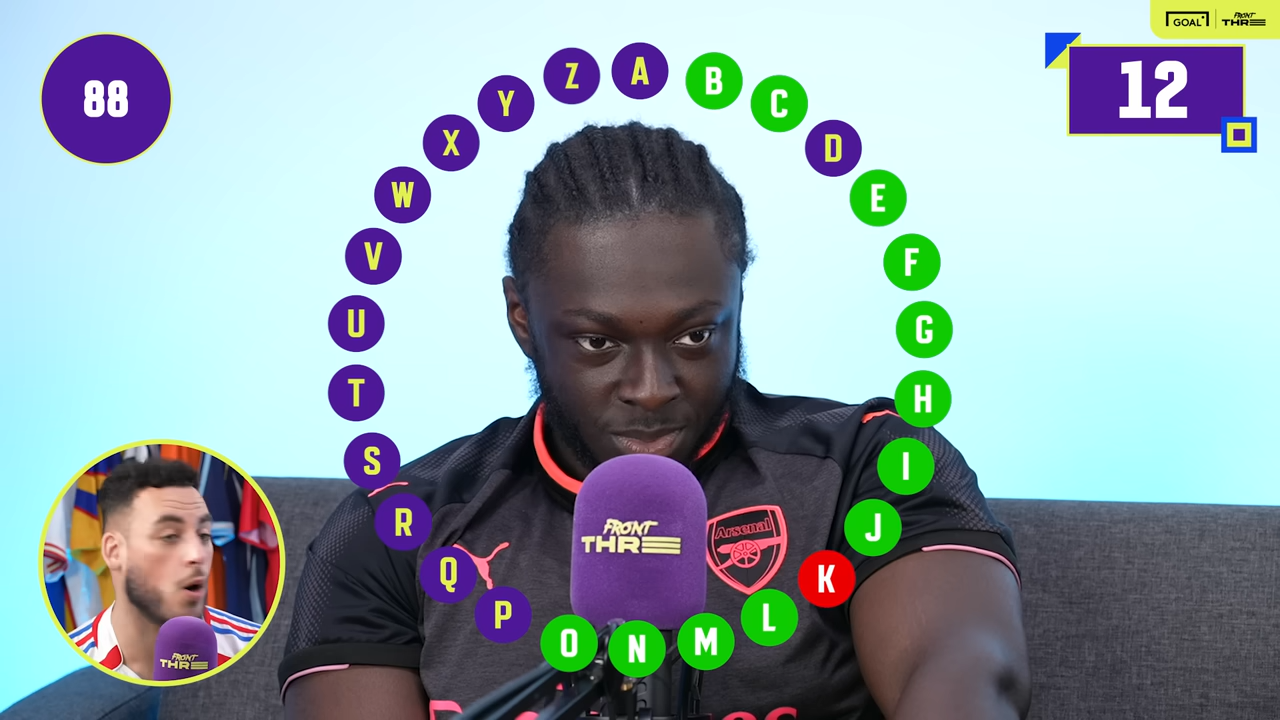 GOAL
FRONT
THREE
88
12
A
B
C
D
E
F
G
H
I
J
K
L
M
N
O
P
Q
R
S
T
U
V
W
X
Y
Z
Arsenal
FRONT
THREE
FRONT
THREE